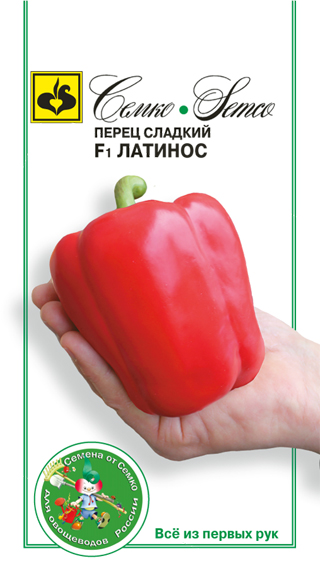 Семко • Semco
ПЕРЕЦ СЛАДКИЙ
F1 ЛАТИНОС
Семена от Семко
для овощеводов России
Всё из первых рук